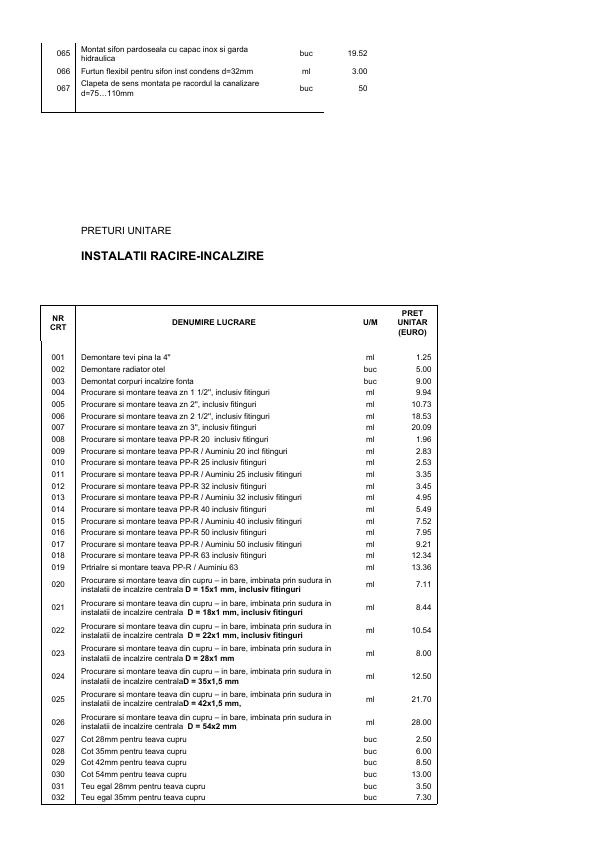 065 Montat sifon pardoseala cu capac inox si garda hidraulica buc 19.52
066 Furtun flexibil pentru sifon inst condens d=32mm ml 3.00
067 Clapeta de sens montata pe racordul la canalizare d=75…110mm buc 50
PRETURI UNITARE
INSTALATII RACIRE-INCALZIRE
NR CRT DENUMIRE LUCRARE U/M PRET UNITAR (EURO)
001 Demontare tevi pina la 4" ml 1.25
002 Demontare radiator otel buc 5.00
003 Demontat corpuri incalzire fonta buc 9.00
004 Procurare si montare teava zn 1 1/2", inclusiv fitinguri ml 9.94
005 Procurare si montare teava zn 2", inclusiv fitinguri ml 10.73
006 Procurare si montare teava zn 2 1/2", inclusiv fitinguri ml 18.53
007 Procurare si montare teava zn 3", inclusiv fitinguri ml 20.09
008 Procurare si montare teava PP-R 20 inclusiv fitinguri ml 1.96
009 Procurare si montare teava PP-R / Auminiu 20 incl fitinguri ml 2.83
010 Procurare si montare teava PP-R 25 inclusiv fitinguri ml 2.53
011 Procurare si montare teava PP-R / Auminiu 25 inclusiv fitinguri ml 3.35
012 Procurare si montare teava PP-R 32 inclusiv fitinguri ml 3.45
013 Procurare si montare teava PP-R / Auminiu 32 inclusiv fitinguri ml 4.95
014 Procurare si montare teava PP-R 40 inclusiv fitinguri ml 5.49
015 Procurare si montare teava PP-R / Auminiu 40 inclusiv fitinguri ml 7.52
016 Procurare si montare teava PP-R 50 inclusiv fitinguri ml 7.95
017 Procurare si montare teava PP-R / Auminiu 50 inclusiv fitinguri ml 9.21
018 Procurare si montare teava PP-R 63 inclusiv fitinguri ml 12.34
019 Prtrialre si montare teava PP-R / Auminiu 63 ml 13.36
020 Procurare si montare teava din cupru – in bare, imbinata prin sudura in instalatii de incalzire centrala D = 15x1 mm, inclusiv fitinguri ml 7.11
021 Procurare si montare teava din cupru – in bare, imbinata prin sudura in instalatii de incalzire centrala D = 18x1 mm, inclusiv fitinguri ml 8.44
022 Procurare si montare teava din cupru – in bare, imbinata prin sudura in instalatii de incalzire centrala D = 22x1 mm, inclusiv fitinguri ml 10.54
023 Procurare si montare teava din cupru – in bare, imbinata prin sudura in instalatii de incalzire centrala D = 28x1 mm ml 8.00
024 Procurare si montare teava din cupru – in bare, imbinata prin sudura in instalatii de incalzire centralaD = 35x1,5 mm ml 12.50
025 Procurare si montare teava din cupru – in bare, imbinata prin sudura in instalatii de incalzire centralaD = 42x1,5 mm, ml 21.70
026 Procurare si montare teava din cupru – in bare, imbinata prin sudura in instalatii de incalzire centrala D = 54x2 mm ml 28.00
027 Cot 28mm pentru teava cupru buc 2.50
028 Cot 35mm pentru teava cupru buc 6.00
029 Cot 42mm pentru teava cupru buc 8.50
030 Cot 54mm pentru teava cupru buc 13.00
031 Teu egal 28mm pentru teava cupru buc 3.50
032 Teu egal 35mm pentru teava cupru buc 7.30